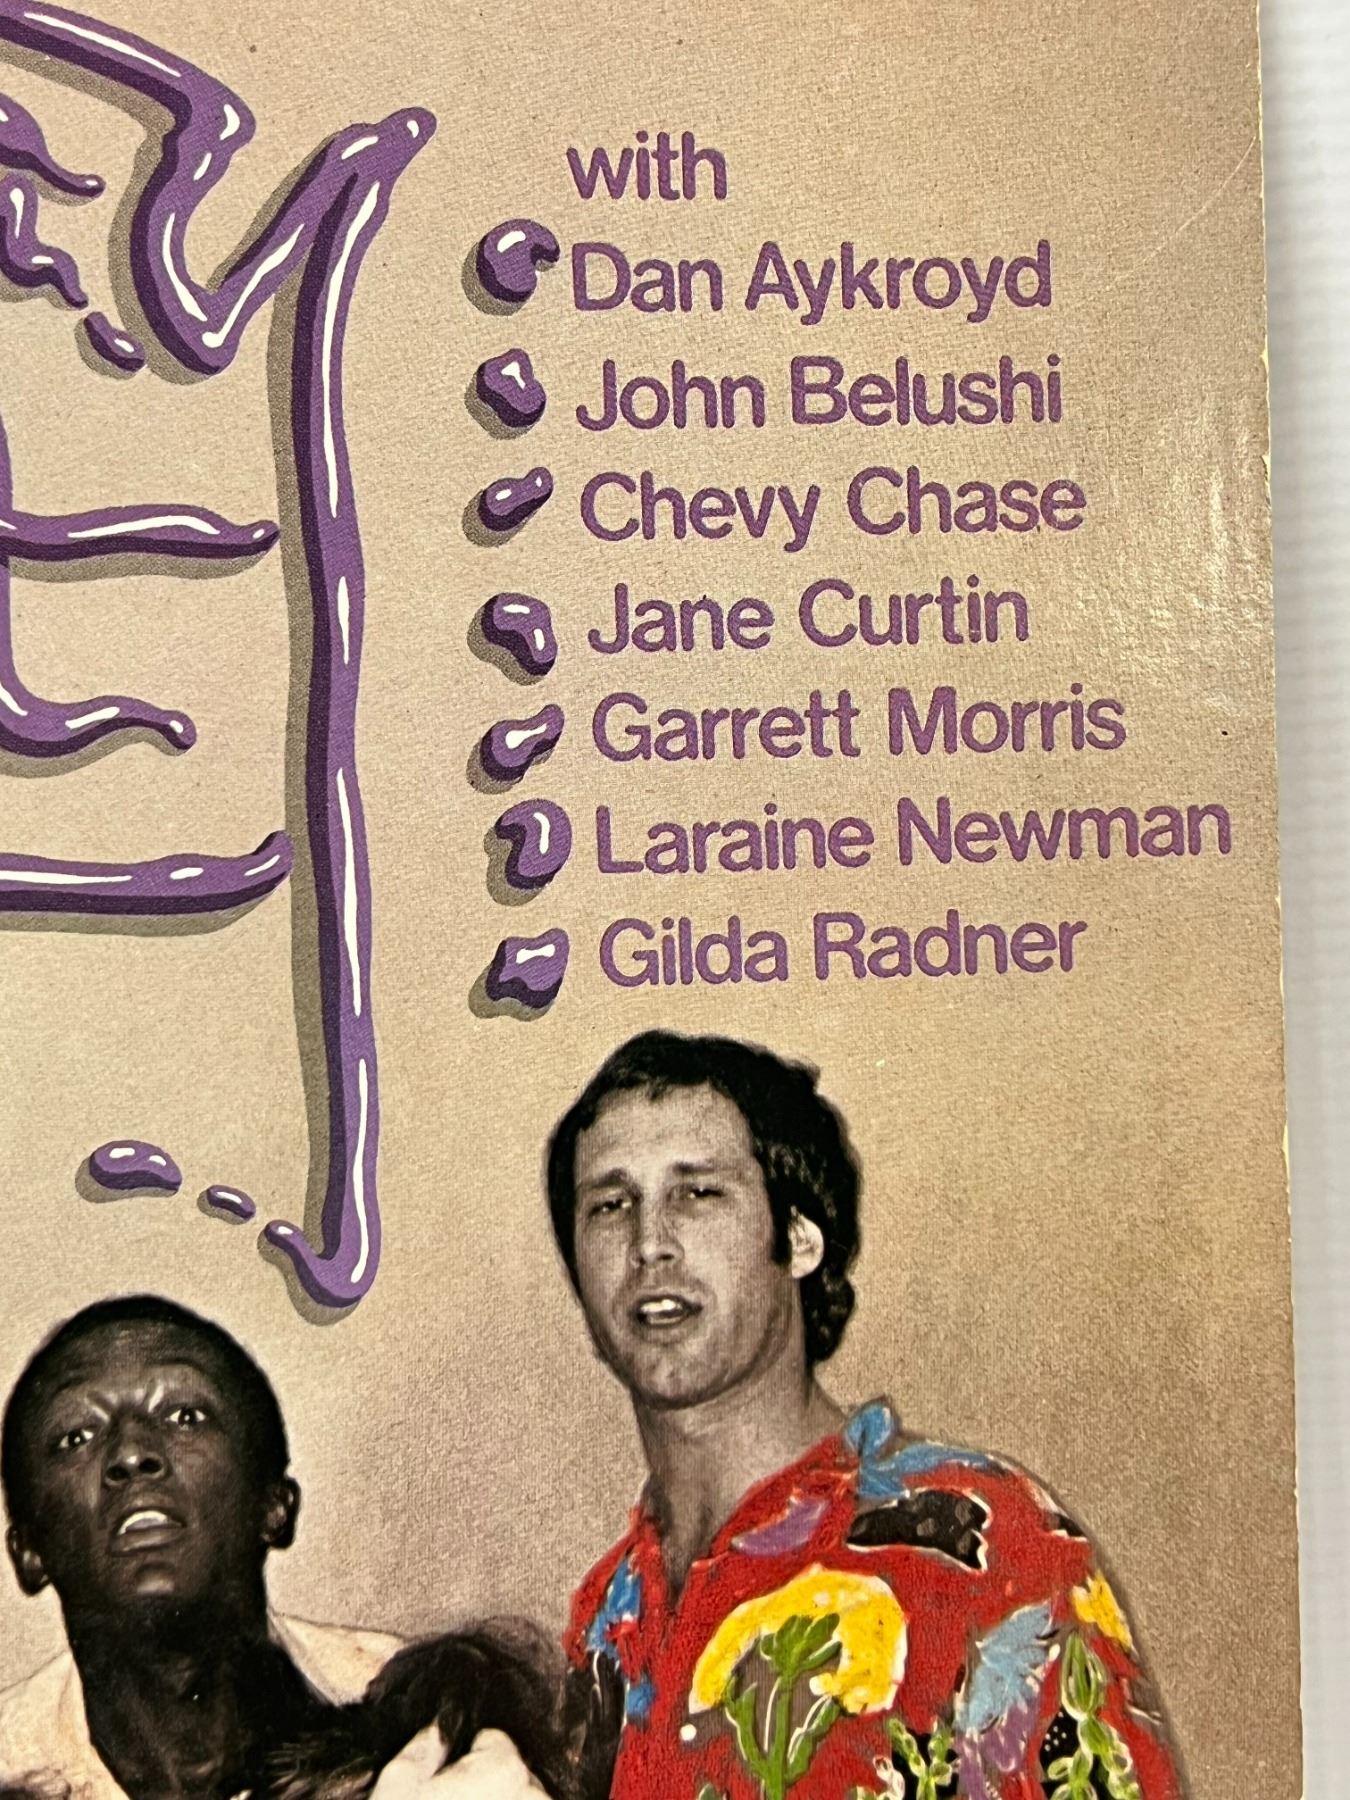 with
Dan Aykroyd
John Belushi
Chevy Chase
Jane Curtin
Garrett Morris
Laraine Newman
Gilda Radner